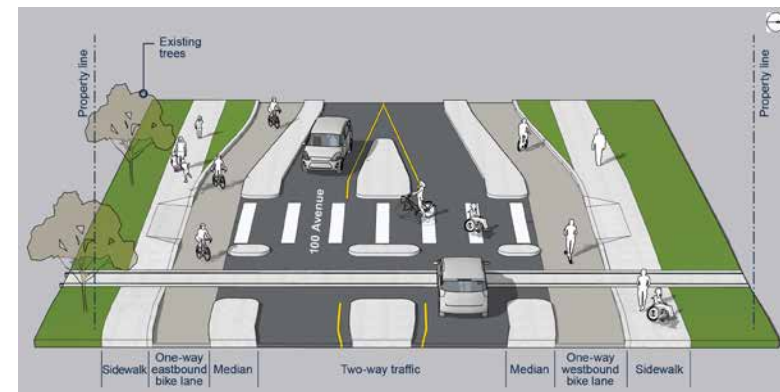 Existing
trees
Property line
Property line
100 Avenue
Sidewalk
One-way
eastbound
bike lane
Median
Two-way traffic
Median
One-way
westbound
bike lane
Sidewalk